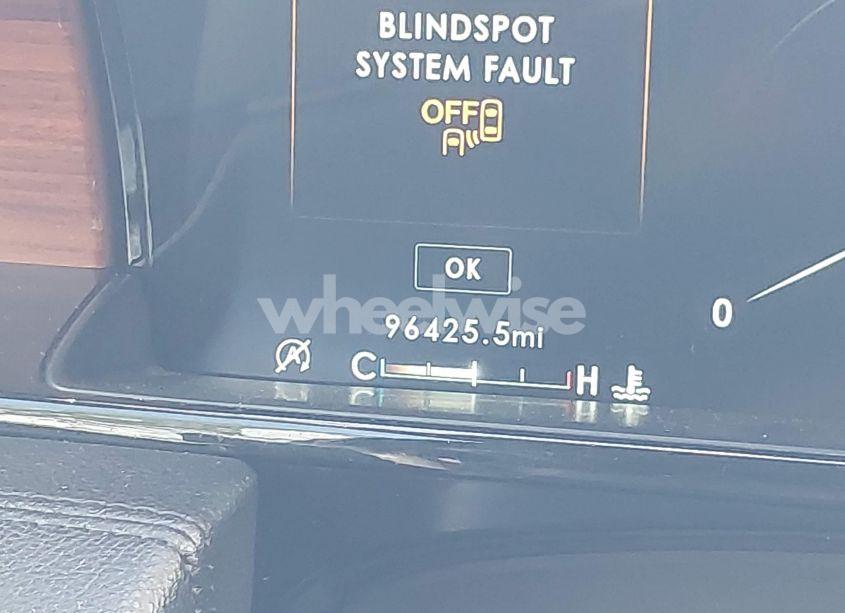 BLINDSPOT
SYSTEM FAULT
OFF
OK
wheelwise
96425.5mi
0
A
C H